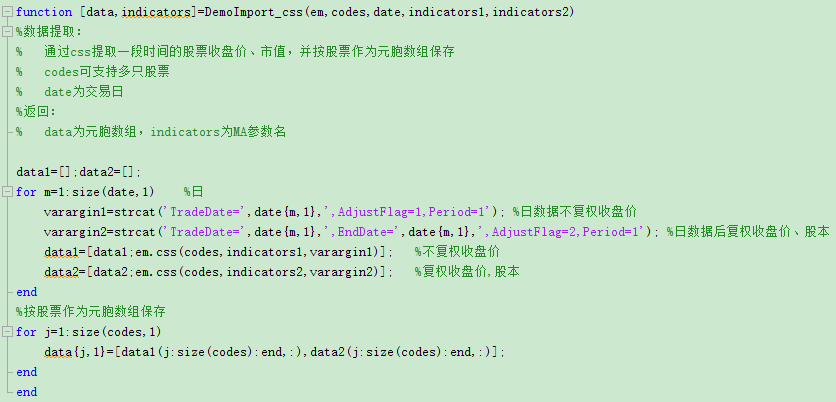 function [data,indicators]=DemoImport_css(em,codes,date,indicators1,indicators2)
%数据提取：
%   通过css提取一段时间的股票收盘价、市值，并按股票作为元胞数组保存
%   codes可支持多只股票
%   date为交易日
%返回：
%   data为元胞数组，indicators为MA参数名
data1=[];data2=[];
for m=1:size(date,1)    %日
    varargin1=strcat('TradeDate=',date{m,1},',AdjustFlag=1,Period=1'); %日数据不复权收盘价
    varargin2=strcat('TradeDate=',date{m,1},',EndDate=',date{m,1},',AdjustFlag=2,Period=1'); %日数据后复权收盘价、股本
    data1=[data1;em.css(codes,indicators1,varargin1)];   %不复权收盘价
    data2=[data2;em.css(codes,indicators2,varargin2)];   %复权收盘价,股本
end
%按股票作为元胞数组保存
for j=1:size(codes,1)
    data{j,1}=[data1(j:size(codes):end,:),data2(j:size(codes):end,:)];
end
end